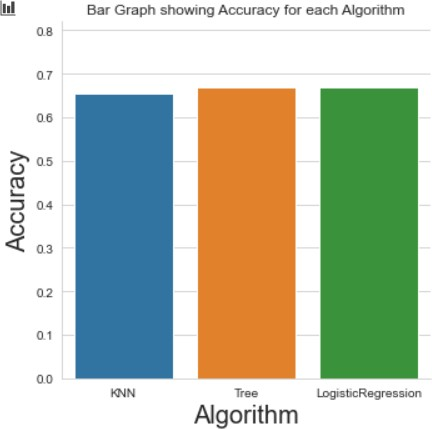 Bar Graph showing Accuracy for each Algorithm
0.8
0.7
0.6
0.5
0.4
0.3
0.2
0.1
0.0
Accuracy
KNN Tree LogisticRegression
Algorithm